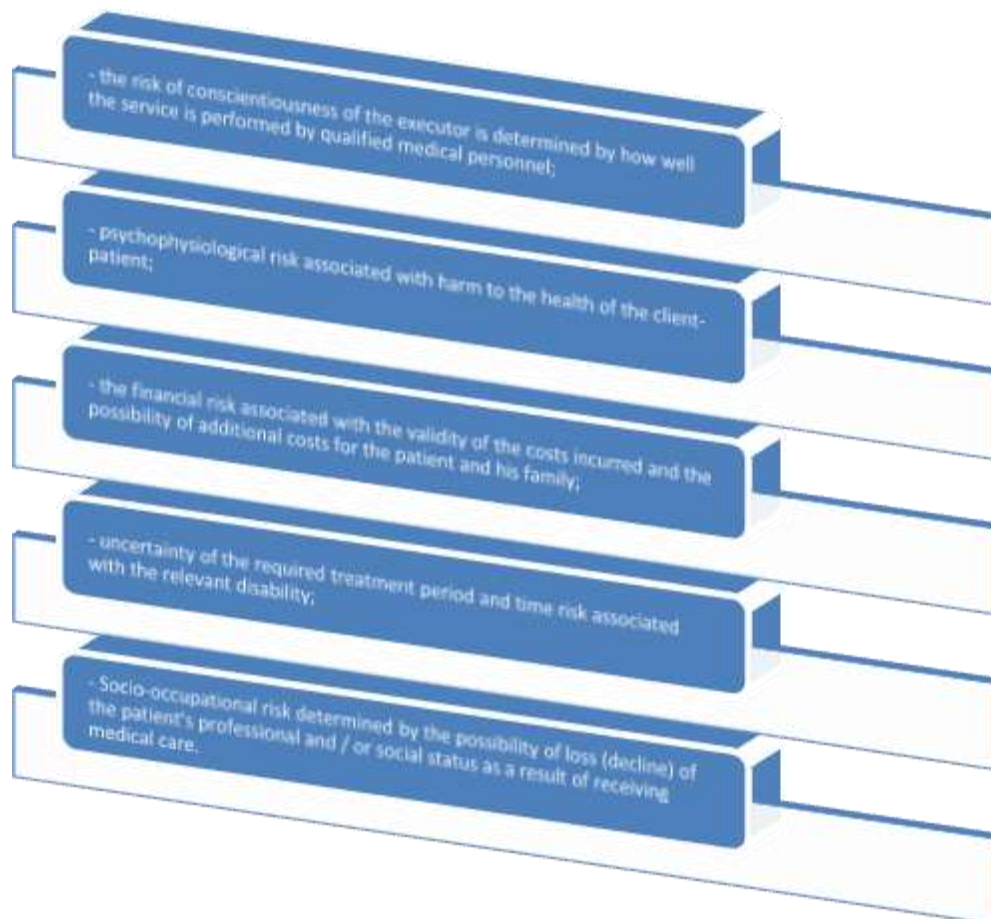 - the risk of conscientiousness of the executor is determined by how well
the service is performed by qualified medical personnel;
- psychophysiological risk associated with harm to the health of the client-
patient;
- the financial risk associated with the validity of the costs incurred and the
possibility of additional costs for the patient and his family;
- uncertainty of the required treatment period and time risk associated
with the relevant disability;
- Socio-occupational risk determined by the possibility of loss (decline) of
the patient's professional and / or social status as a result of receiving
medical care.